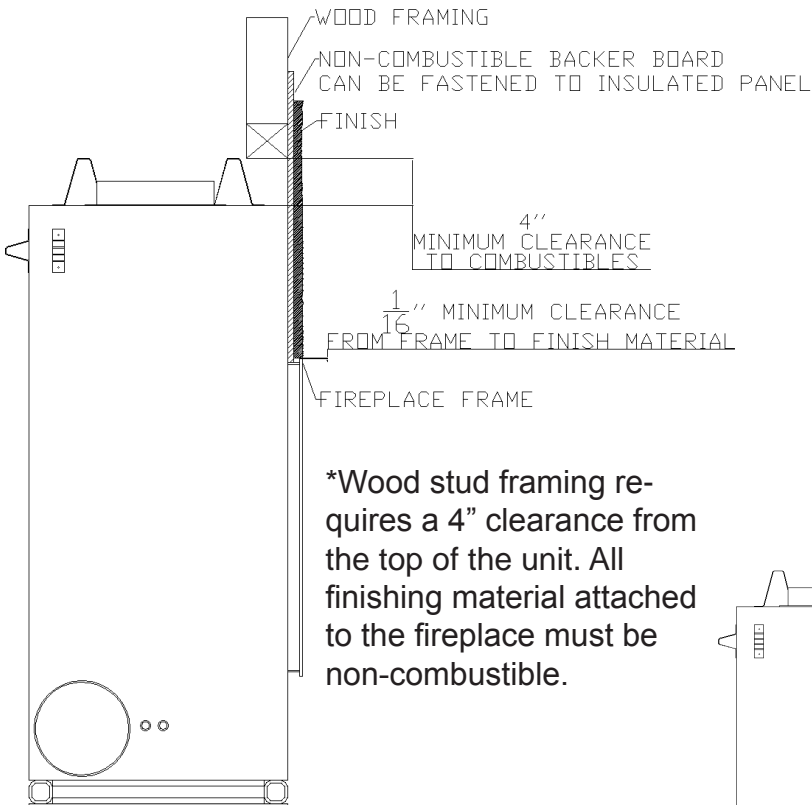 WOOD FRAMING
NON-COMBUSTIBLE BACKER BOARD
CAN BE FASTENED TO INSULATED PANEL
FINISH
4''
MINIMUM CLEARANCE
TO COMBUSTIBLES
1/16'' MINIMUM CLEARANCE
FROM FRAME TO FINISH MATERIAL
FIREPLACE FRAME
*Wood stud framing re-
quires a 4” clearance from
the top of the unit. All
finishing material attached
to the fireplace must be
non-combustible.